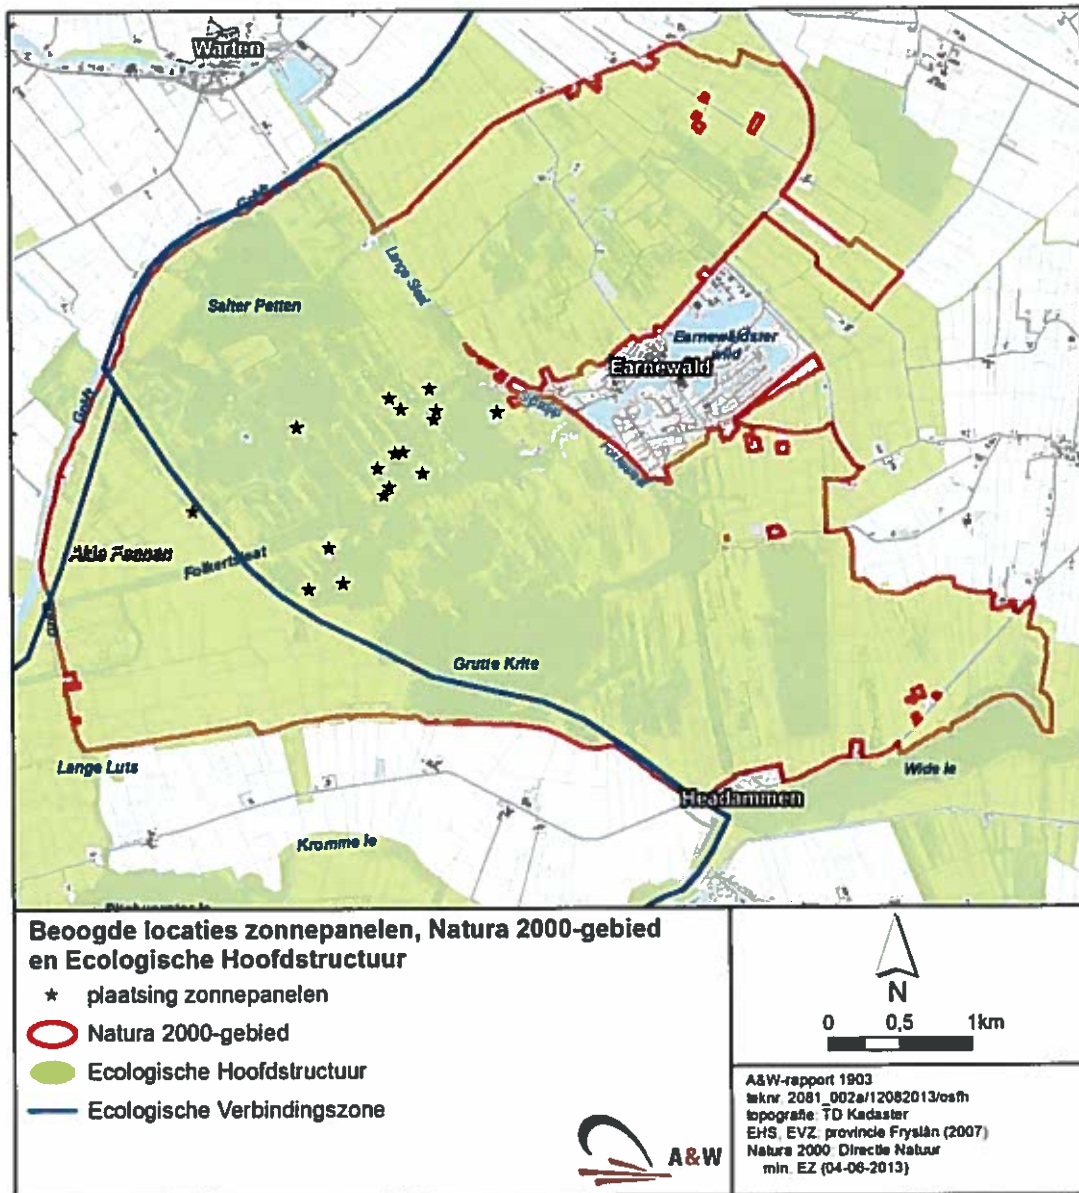 Warten
Salter Petten
Lange Sleat
Earnewâldster
wiid
Earnewâld
Alde Feanen
Folkertsleat
Grutte Krite
Lange Luts
Wide Ie
Headammen
Kromme Ie
Beoogde locaties zonnepanelen, Natura 2000-gebied
en Ecologische Hoofdstructuur
plaatsing zonnepanelen
Natura 2000-gebied
Ecologische Hoofdstructuur
Ecologische Verbindingszone
A&W
N
0 0,5 1km
A&W-rapport 1903
teknr. 2081_002a/12082013/osfh
topografie: TD Kadaster
EHS, EVZ: provincie Fryslân (2007)
Natura 2000: Directie Natuur
min. EZ (04-06-2013)